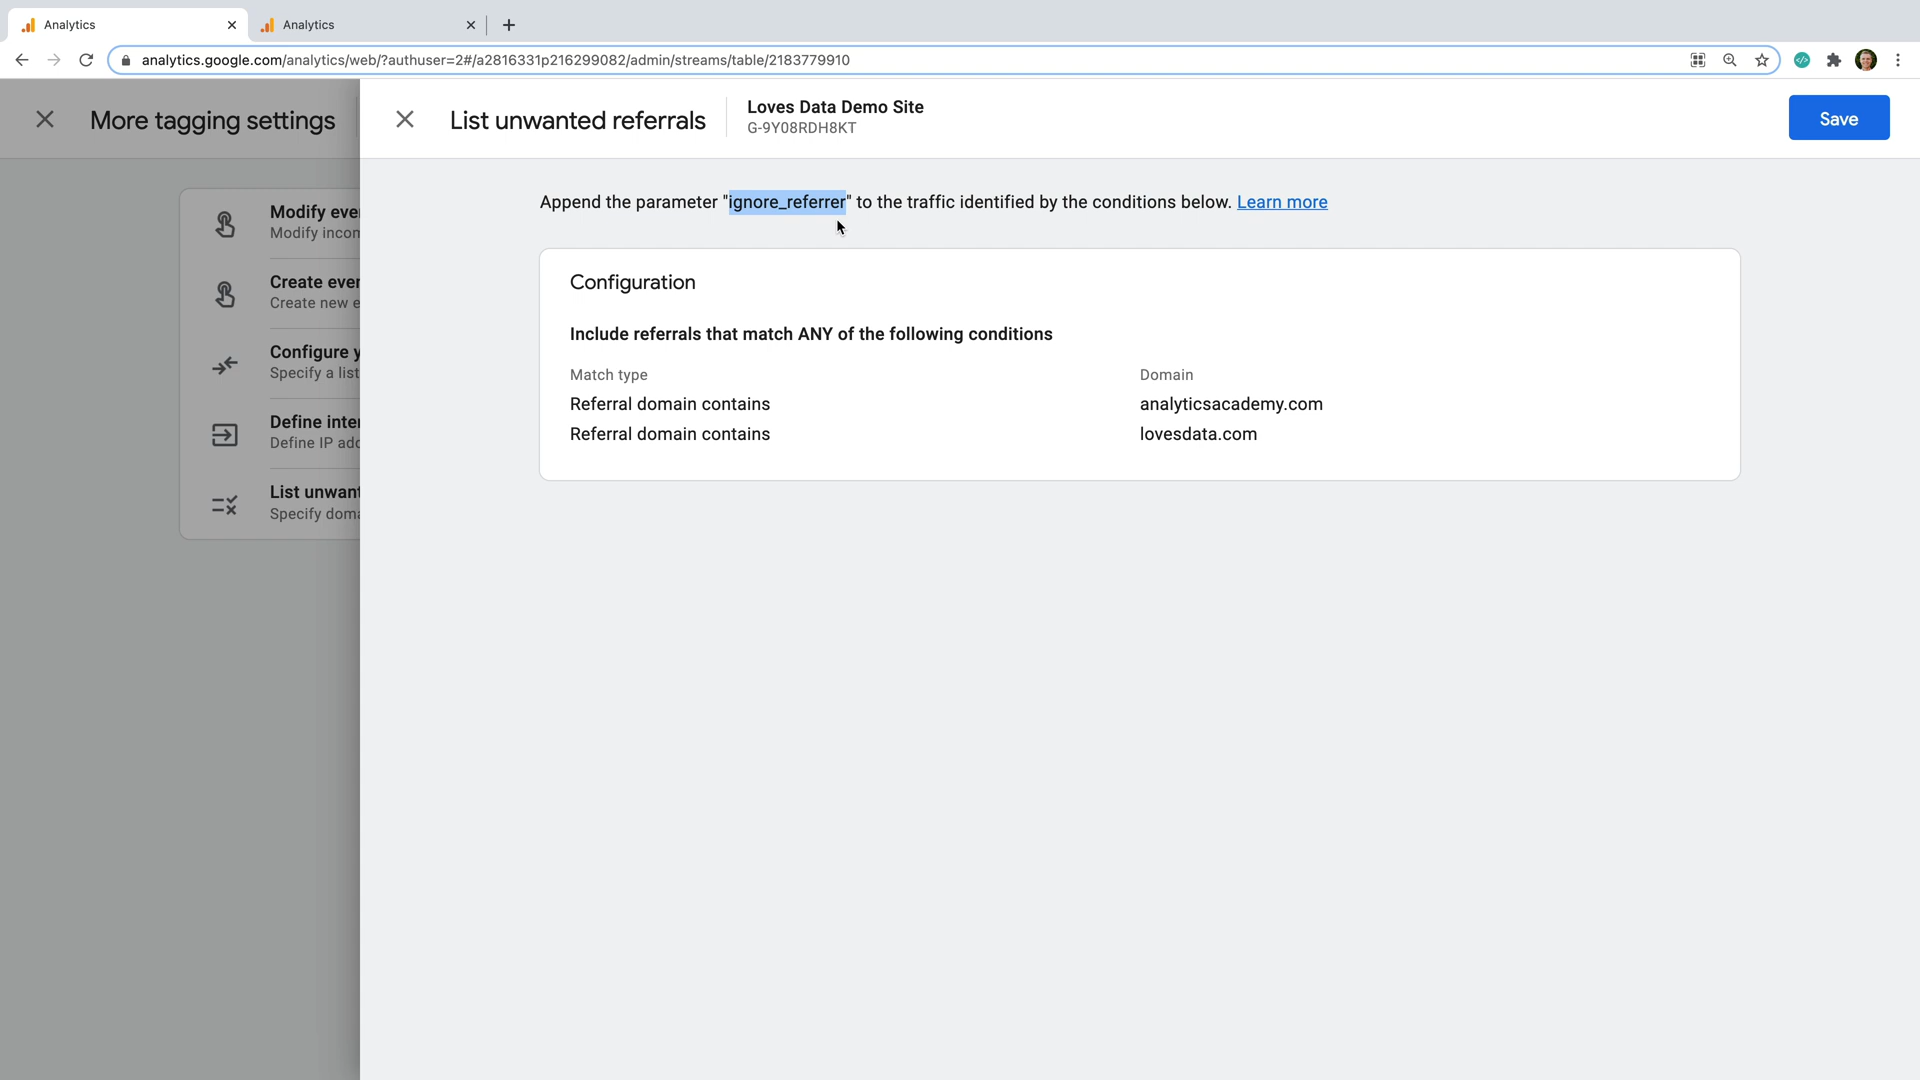 Analytics
Analytics
analytics.google.com/analytics/web/?authuser=2#/a2816331p216299082/admin/streams/table/2183779910
More tagging settings
List unwanted referrals
Loves Data Demo Site
G-9Y08RDH8KT
Save
Modify eve
Modify incom
Create ever
Create new e
Configure y
Specify a list
Define inter
Define IP add
List unwant
Specify doma
Append the parameter "ignore_referrer" to the traffic identified by the conditions below. Learn more
Configuration
Include referrals that match ANY of the following conditions
Match type Domain
Referral domain contains analyticsacademy.com
Referral domain contains lovesdata.com